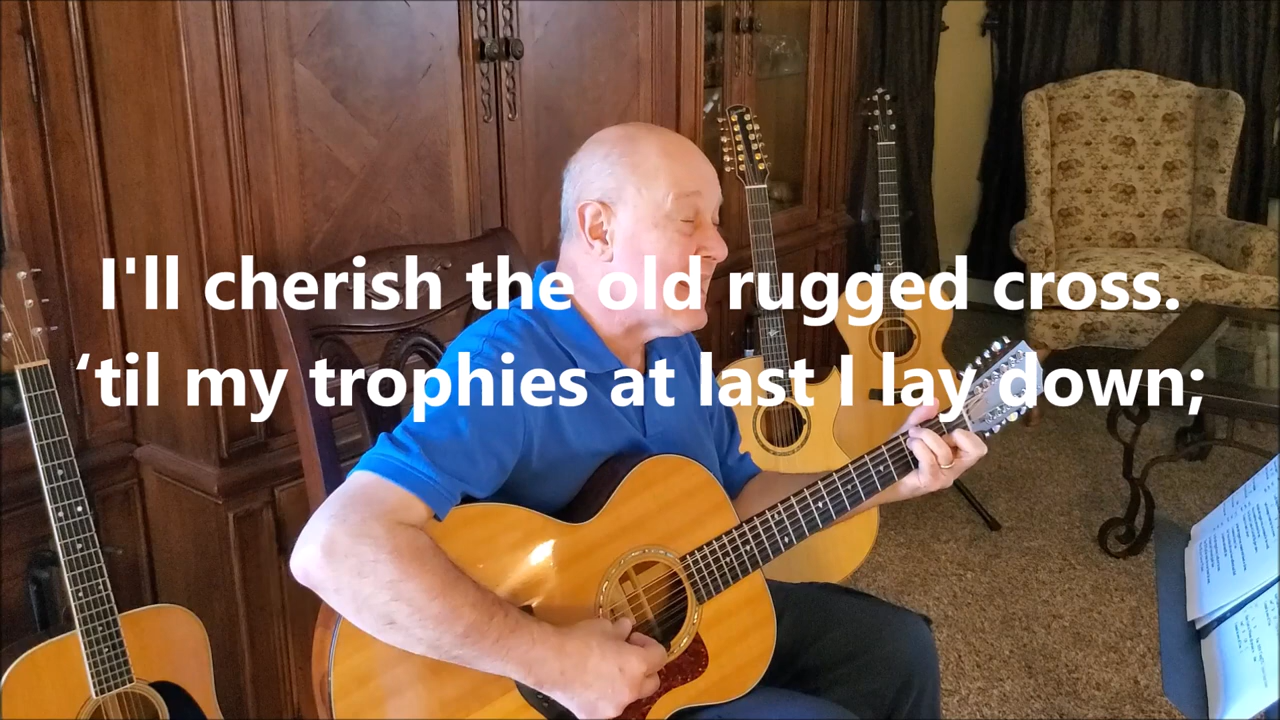 I'll cherish the old rugged cross.
‘til my trophies at last I lay down;